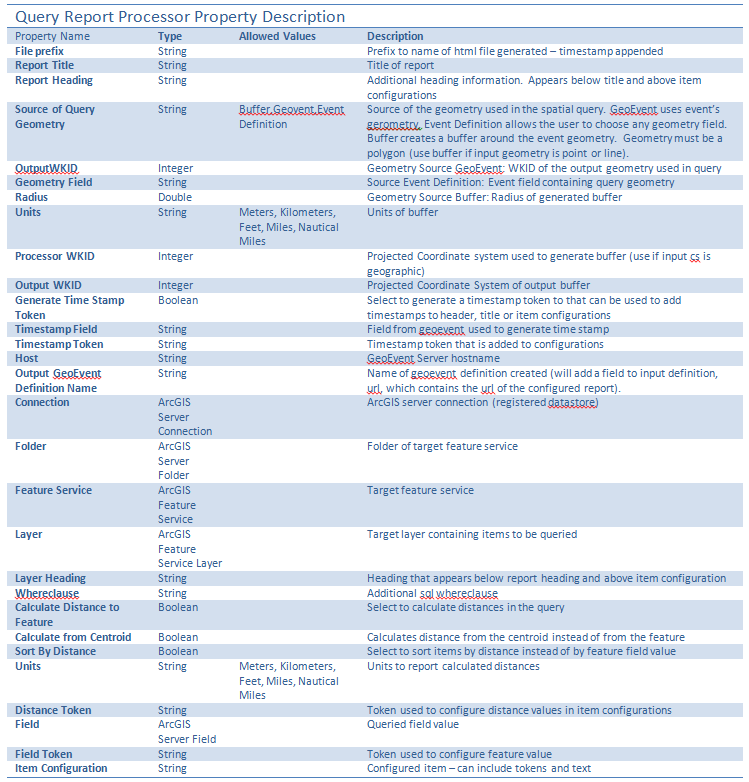 Query Report Processor Property Description
Property Name Type Allowed Values Description
File prefix String Prefix to name of html file generated – timestamp appended
Report Title String Title of report
Report Heading String Additional heading information. Appears below title and above item
configurations
Source of Query String Buffer,Geovent,Event Source of the geometry used in the spatial query. GeoEvent uses event's
Geometry Definition gerometry, Event Definition allows the user to choose any geometry field.
Buffer creates a buffer around the event geometry. Geometry must be a
polygon (use buffer if input geometry is point or line).
OutputWKID Integer Geometry Source GeoEvent: WKID of the output geometry used in query
Geometry Field String Source Event Definition: Event field containing query geometry
Radius Double Geometry Source Buffer: Radius of generated buffer
Units String Meters, Kilometers, Units of buffer
Feet, Miles, Nautical
Miles
Processor WKID Integer Projected Coordinate system used to generate buffer (use if input cs is
geographic)
Output WKID Integer Projected Coordinate System of output buffer
Generate Time Stamp Boolean Select to generate a timestamp token to that can be used to add
Token timestamps to header, title or item configurations
Timestamp Field String Field from geoevent used to generate time stamp
Timestamp Token String Timestamp token that is added to configurations
Host String GeoEvent Server hostname
Output GeoEvent String Name of geoevent definition created (will add a field to input definition,
Definition Name url, which contains the url of the configured report).
Connection ArcGIS ArcGIS server connection (registered datastore)
Server
Connection
Folder ArcGIS Folder of target feature service
Server
Folder
Feature Service ArcGIS Target feature service
Feature
Service
Layer ArcGIS Target layer containing items to be queried
Feature
Service Layer
Layer Heading String Heading that appears below report heading and above item configuration
Whereclause String Additional sql whereclause
Calculate Distance to Boolean Select to calculate distances in the query
Feature
Calculate from Centroid Boolean Calculates distance from the centroid instead of from the feature
Sort By Distance Boolean Select to sort items by distance instead of by feature field value
Units String Meters, Kilometers, Units to report calculated distances
Feet, Miles, Nautical
Miles
Distance Token String Token used to configure distance values in item configurations
Field ArcGIS Queried field value
Server Field
Field Token String Token used to configure feature value
Item Configuration String Configured item – can include tokens and text